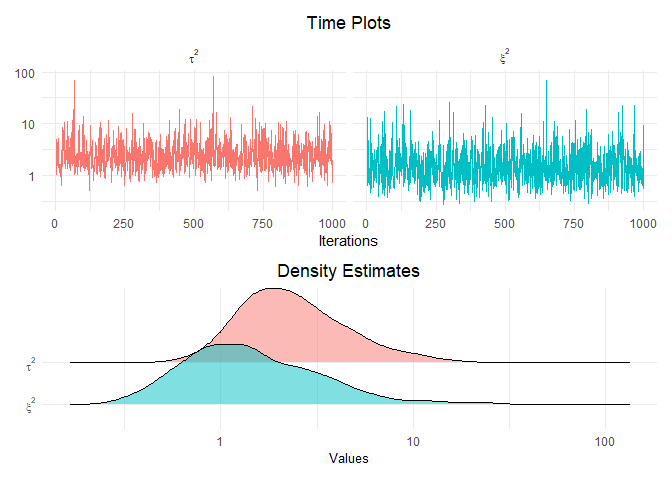 Time Plots
τ² ξ²
100
10
1
0 250 500 750 1000 0 250 500 750 1000
Iterations
Density Estimates
τ²
ξ²
1 10 100
Values